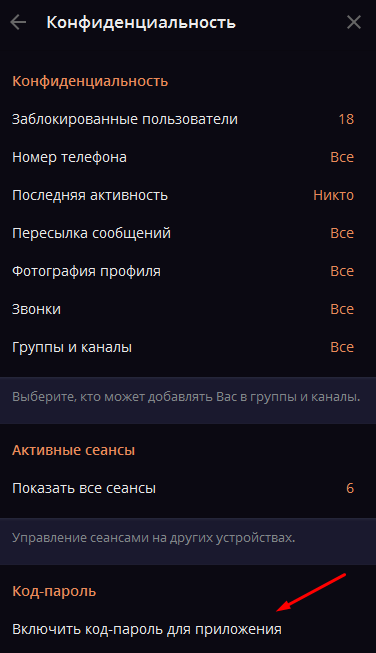 Конфиденциальность
Конфиденциальность
Заблокированные пользователи 18
Номер телефона Все
Последняя активность Никто
Пересылка сообщений Все
Фотография профиля Все
Звонки Все
Группы и каналы Все
Выберите, кто может добавлять Вас в группы и каналы.
Активные сеансы
Показать все сеансы 6
Управление сеансами на других устройствах.
Код-пароль
Включить код-пароль для приложения